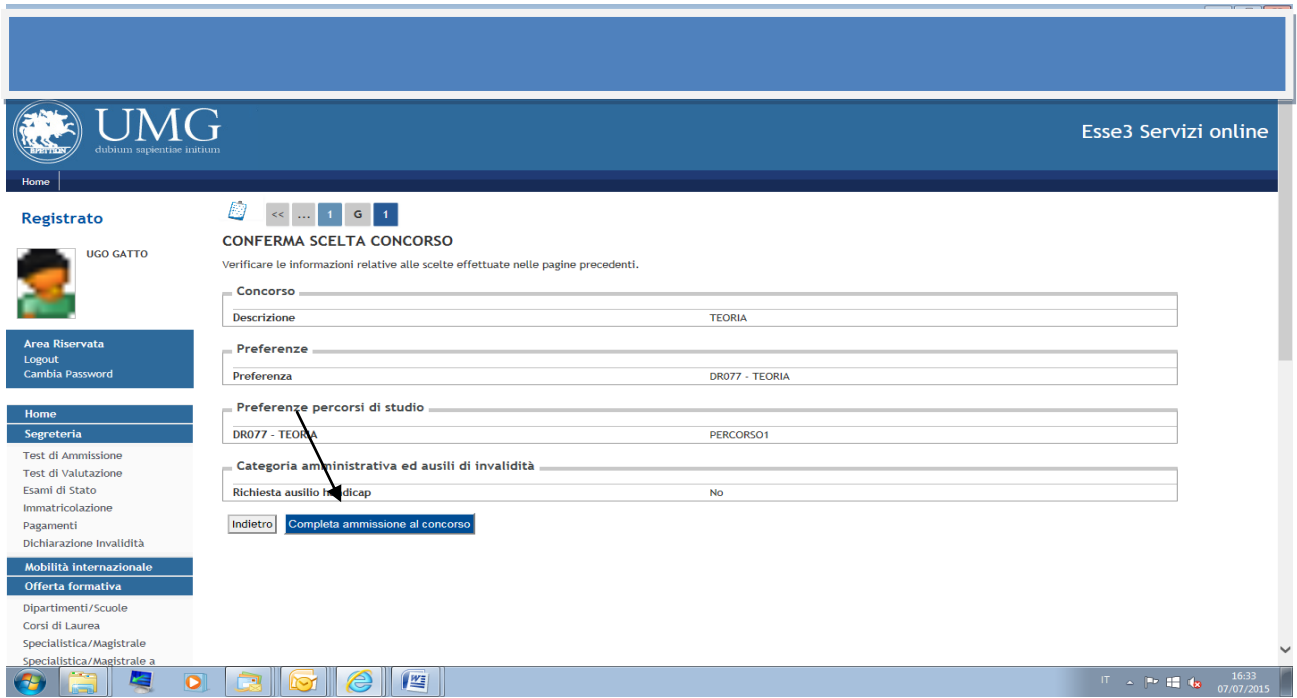 UMG
dubium sapientiae initium
Esse3 Servizi online
Home
Registrato
UGO GATTO
Area Riservata
Logout
Cambia Password
Home
Segreteria
Test di Ammissione
Test di Valutazione
Esami di Stato
Immatricolazione
Pagamenti
Dichiarazione Invalidità
Mobilità internazionale
Offerta formativa
Dipartimenti/Scuole
Corsi di Laurea
Specialistica/Magistrale
Specialistica/Magistrale a
<< ... 1 G 1
CONFERMA SCELTA CONCORSO
Verificare le informazioni relative alle scelte effettuate nelle pagine precedenti.
Concorso
Descrizione TEORIA
Preferenze
Preferenza DR077 - TEORIA
Preferenze percorsi di studio
DR077 - TEORIA PERCORSO1
Categoria amministrativa ed ausili di invalidità
Richiesta ausilio handicap No
Indietro Completa ammissione al concorso
IT 16:33
07/07/2015